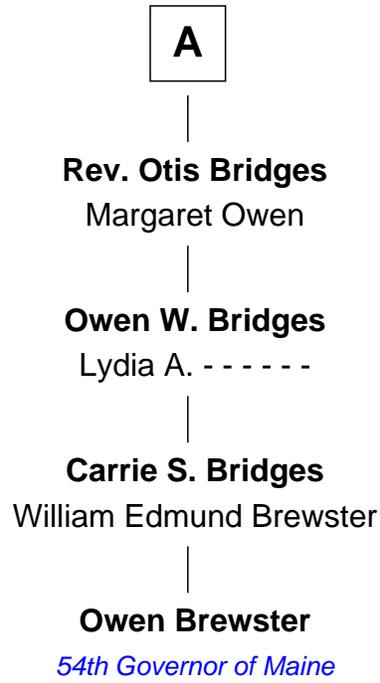 A
Rev. Otis Bridges
Margaret Owen
Owen W. Bridges
Lydia A. - - - - - -
Carrie S. Bridges
William Edmund Brewster
Owen Brewster
54th Governor of Maine